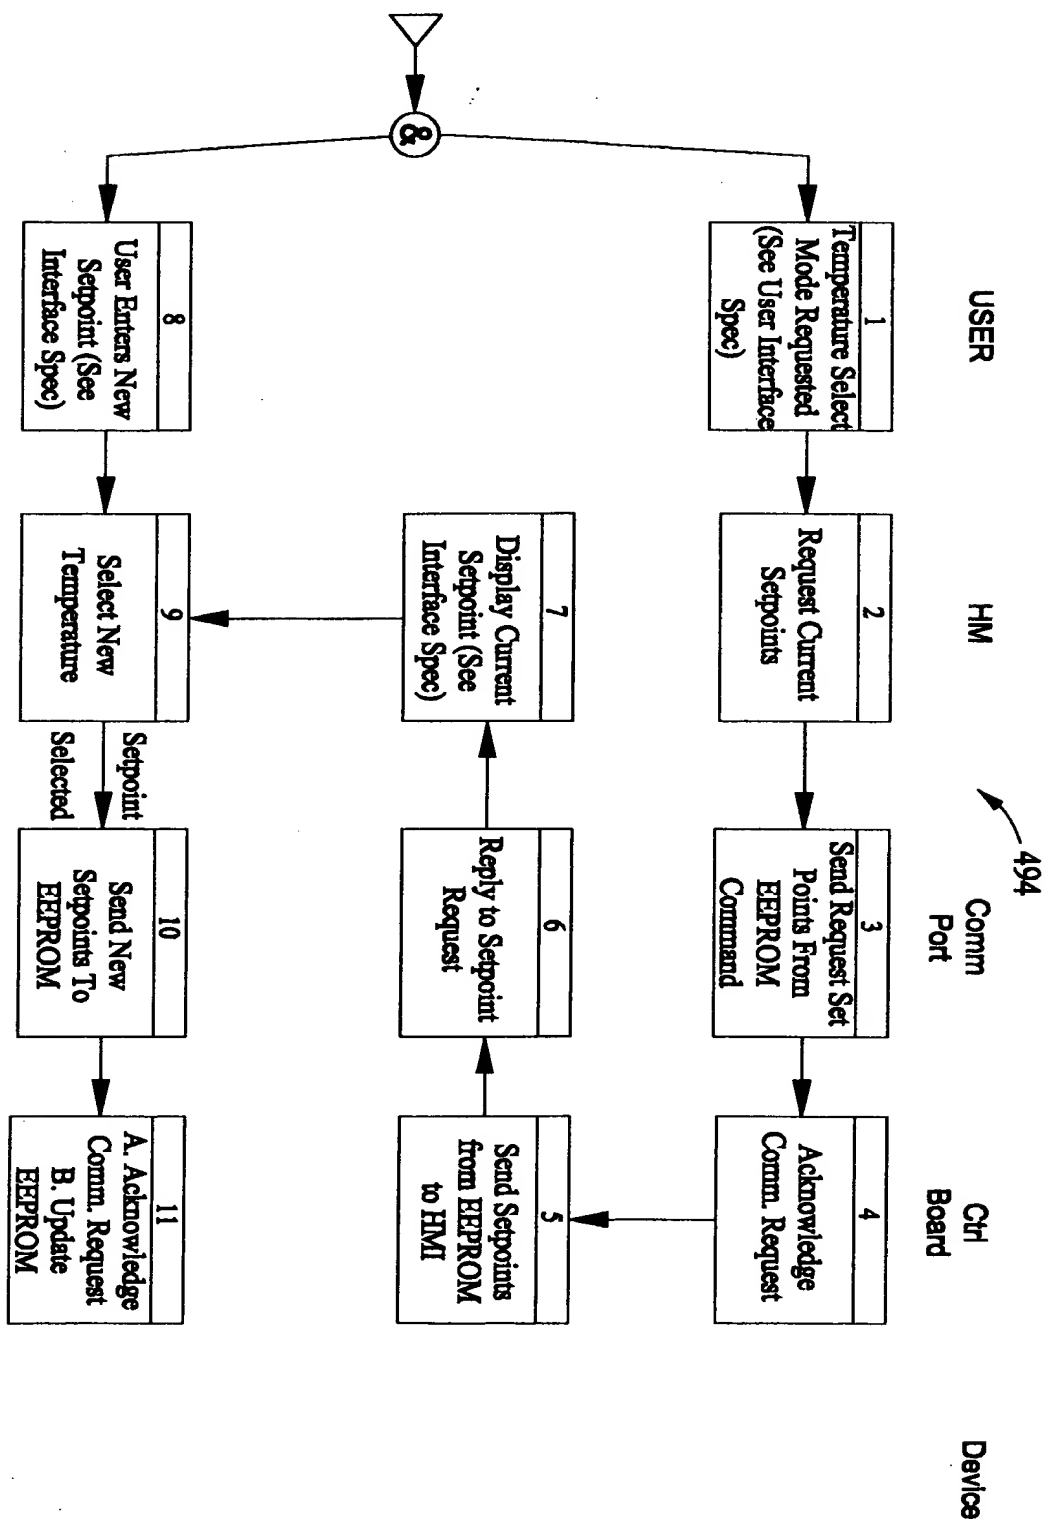 494
USER
HM
Comm
Port
Ctrl
Board
Device
1
Temperature Select
Mode Requested
(See User Interface
Spec)
2
Request Current
Setpoints
3
Send Request Set
Points From
EEPROM
Command
4
Acknowledge
Comm. Request
&
7
Display Current
Setpoint (See
Interface Spec)
6
Reply to Setpoint
Request
5
Send Setpoints
from EEPROM
to HMI
8
User Enters New
Setpoint (See
Interface Spec)
9
Select New
Temperature
Setpoint
Selected
10
Send New
Setpoints To
EEPROM
11
A. Acknowledge
Comm. Request
B. Update
EEPROM